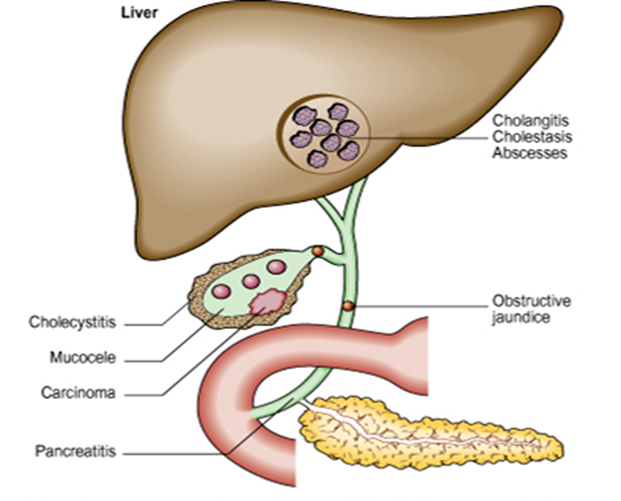 Liver
Cholangitis
Cholestasis
Abscesses
Obstructive
jaundice
Cholecystitis
Mucocele
Carcinoma
Pancreatitis